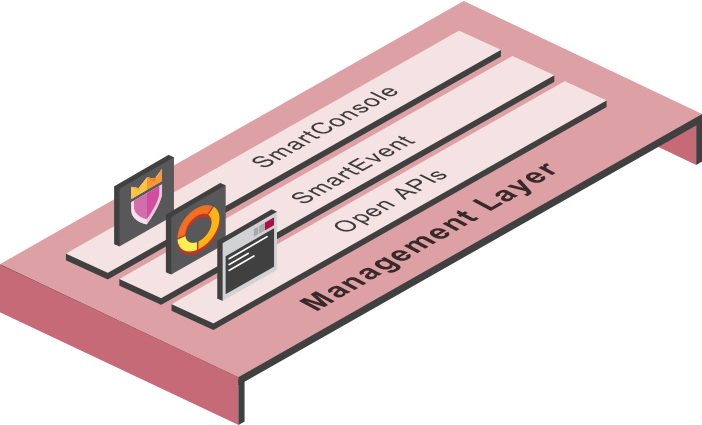 SmartConsole
SmartEvent
Open APIs
Management Layer